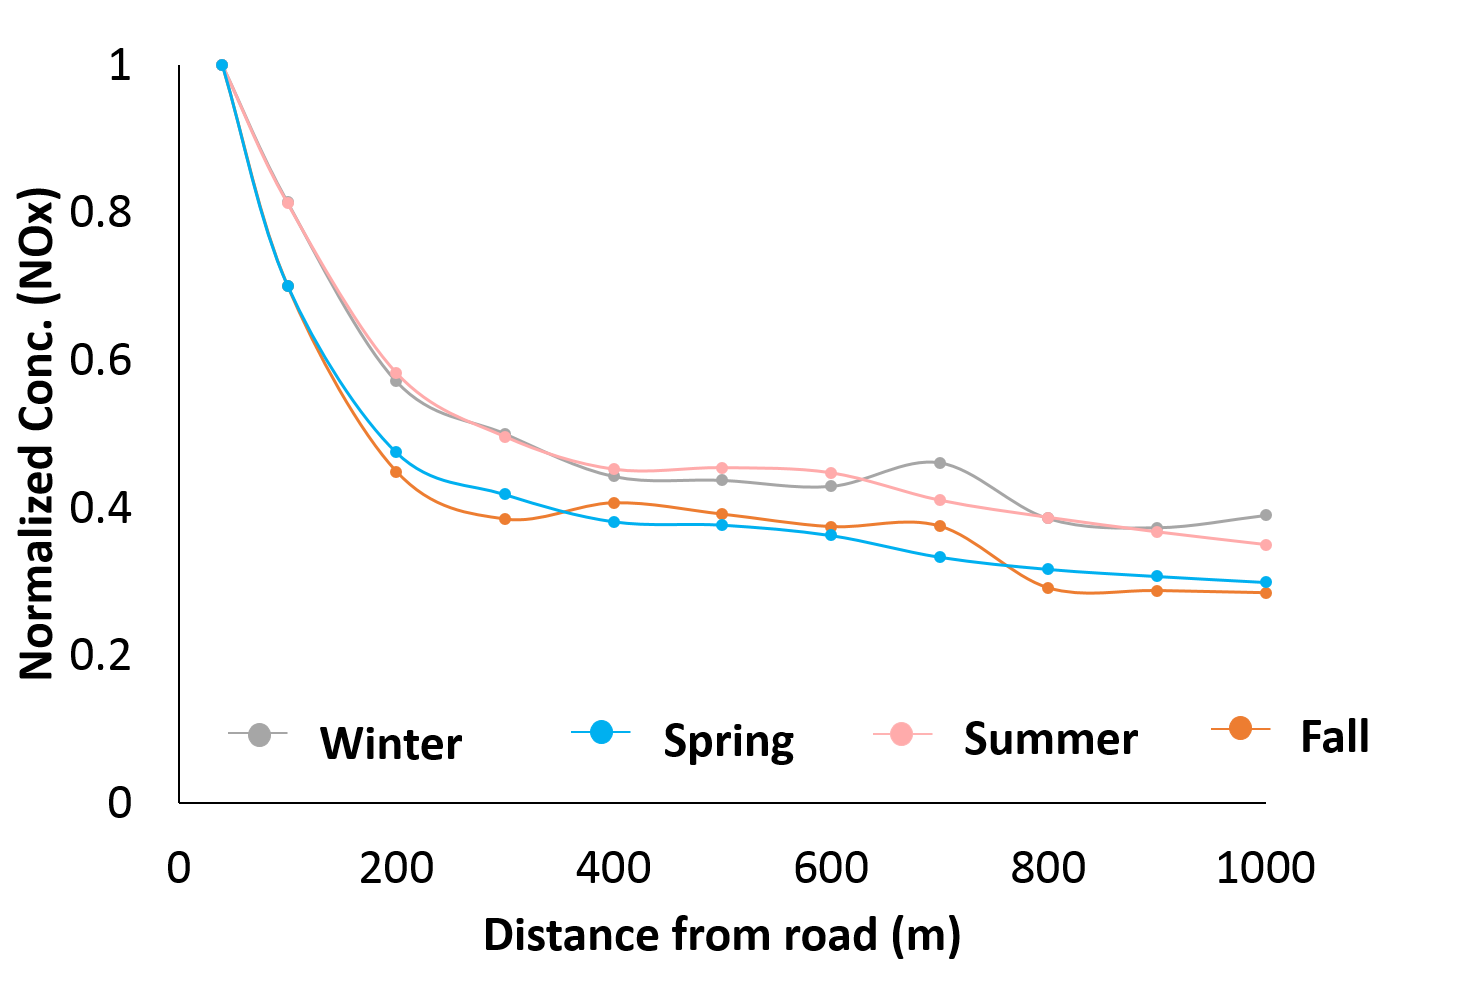 1
0.8
0.6
0.4
0.2
0
Normalized Conc. (NOx)
Winter Spring Summer Fall
0 200 400 600 800 1000
Distance from road (m)